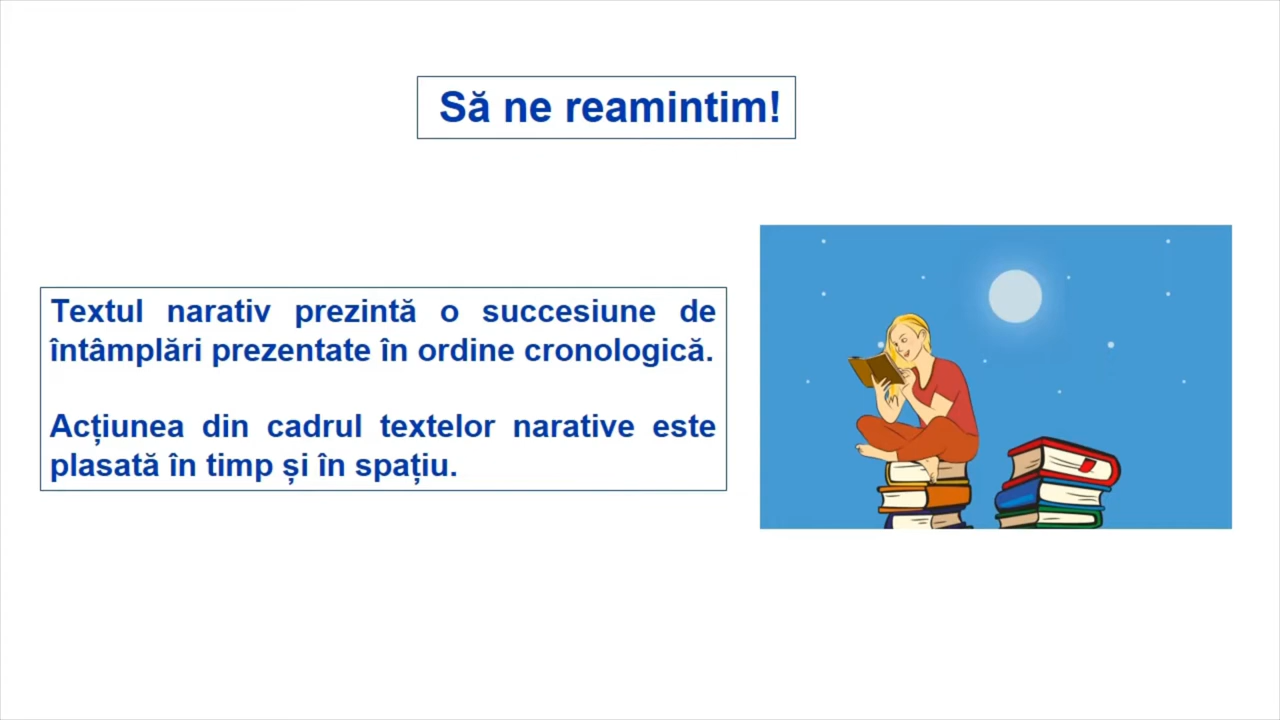 Să ne reamintim!
Textul narativ prezintă o succesiune de
întâmplări prezentate în ordine cronologică.
Acțiunea din cadrul textelor narative este
plasată în timp și în spațiu.